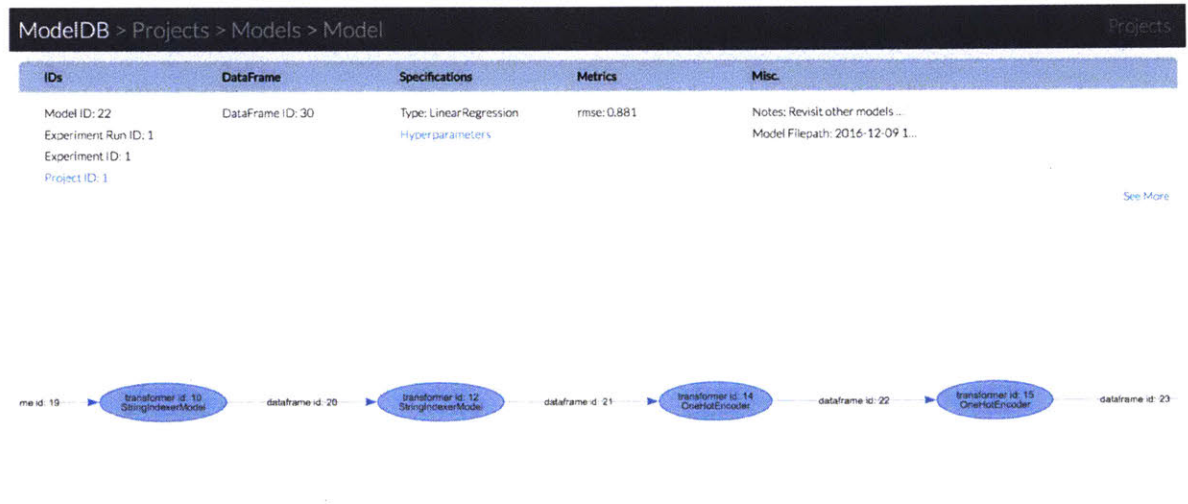 ModelDB > Projects > Models > Model
Projects
IDs DataFrame Specifications Metrics Misc.
Model ID: 22 DataFrame ID: 30 Type: LinearRegression rmse: 0.881 Notes: Revisit other models ...
Experiment Run ID: 1 Hyperparameters Model Filepath: 2016-12-09 1...
Experiment ID: 1
Project ID: 1
See More
me id: 19 transformer id: 10 dataframe id: 20 transformer id: 12 dataframe id: 21 transformer id: 14 dataframe id: 22 transformer id: 15 dataframe id: 23
StringIndexerModel StringIndexerModel OneHotEncoder OneHotEncoder